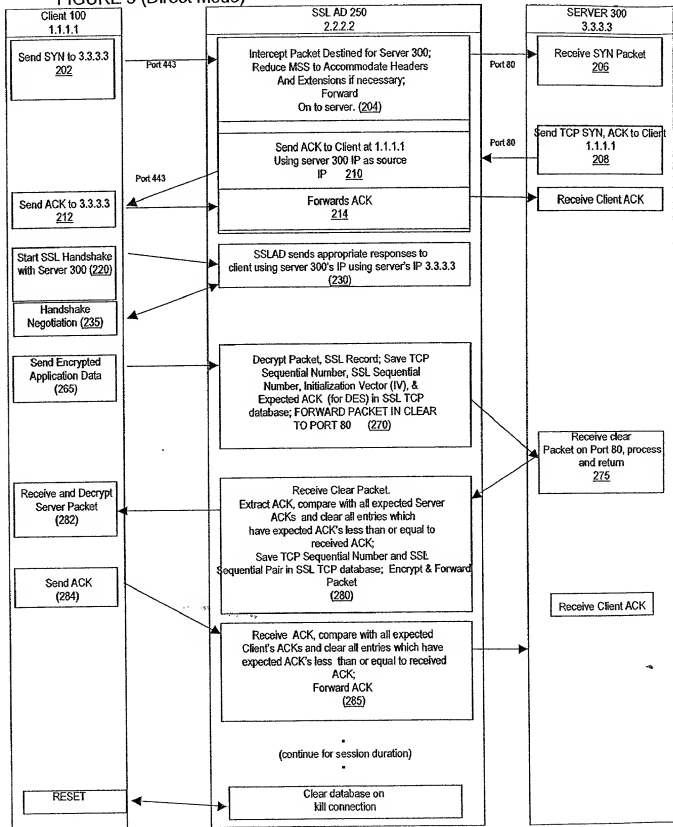 (Direct Mode)
Client 100
1.1.1.1
SSL AD 250
2.2.2.2
SERVER 300
3.3.3.3
Send SYN to 3.3.3.3
202
Port 443
Intercept Packet Destined for Server 300;
Reduce MSS to Accommodate Headers
And Extensions if necessary;
Forward
On to server. (204)
Port 80
Receive SYN Packet
206
Send TCP SYN, ACK to Client
1.1.1.1
208
Port 80
Send ACK to Client at 1.1.1.1
Using server 300 IP as source
IP 210
Port 443
Send ACK to 3.3.3.3
212
Forwards ACK
214
Receive Client ACK
Start SSL Handshake
with Server 300 (220)
SSLAD sends appropriate responses to
client using server 300's IP using server's IP 3.3.3.3
(230)
Handshake
Negotiation (235)
Send Encrypted
Application Data
(265)
Decrypt Packet, SSL Record; Save TCP
Sequential Number, SSL Sequential
Number, Initialization Vector (IV), &
Expected ACK (for DES) in SSL TCP
database; FORWARD PACKET IN CLEAR
TO PORT 80 (270)
Receive clear
Packet on Port 80, process
and return
275
Receive and Decrypt
Server Packet
(282)
Receive Clear Packet.
Extract ACK, compare with all expected Server
ACKs and clear all entries which
have expected ACK's less than or equal to
received ACK;
Save TCP Sequential Number and SSL
Sequential Pair in SSL TCP database; Encrypt & Forward
Packet
(280)
Send ACK
(284)
Receive Client ACK
Receive ACK, compare with all expected
Client's ACKs and clear all entries which have
expected ACK's less than or equal to received
ACK;
Forward ACK
(285)
(continue for session duration)
RESET
Clear database on
kill connection